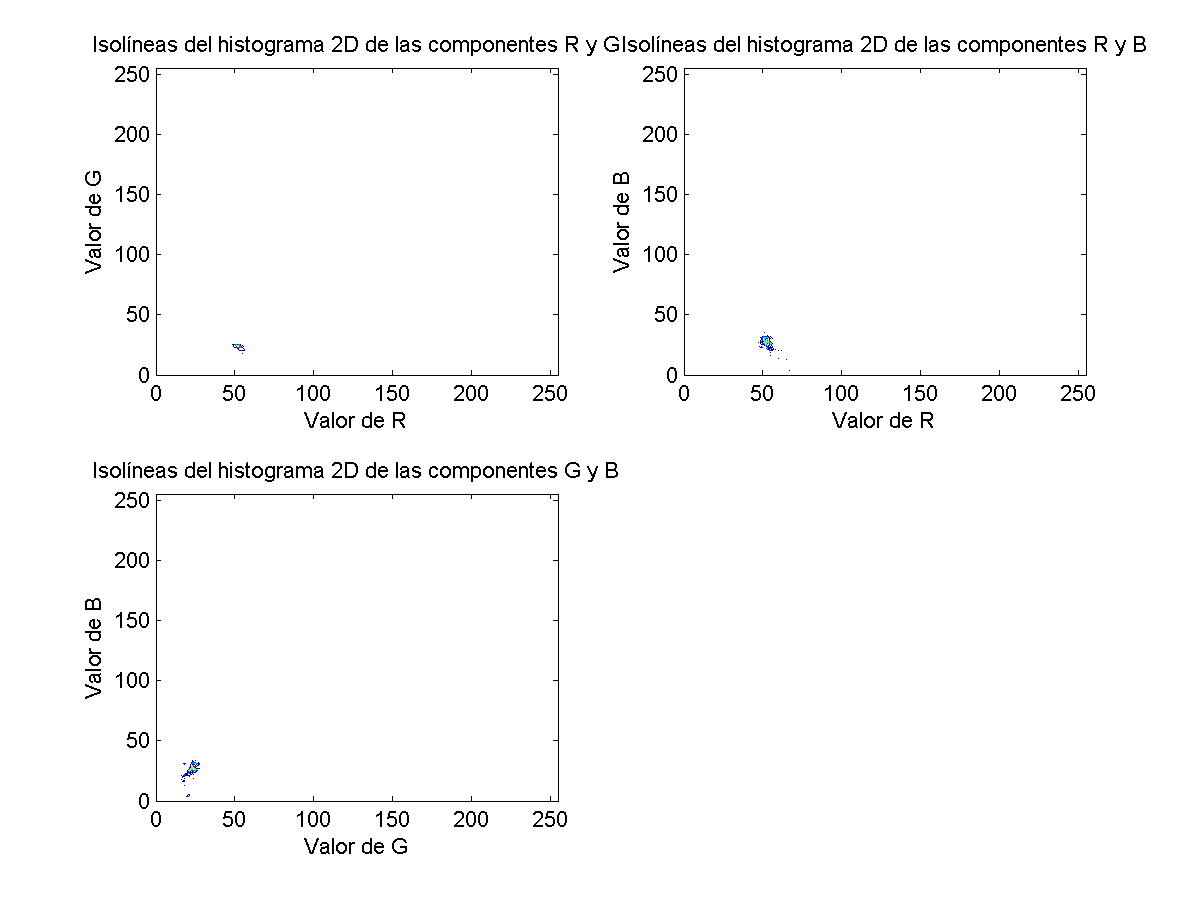 Isolíneas del histograma 2D de las componentes R y G
Isolíneas del histograma 2D de las componentes R y B
250
200
150
100
50
0
Valor de G
0 50 100 150 200 250
Valor de R
250
200
150
100
50
0
Valor de B
0 50 100 150 200 250
Valor de R
Isolíneas del histograma 2D de las componentes G y B
250
200
150
100
50
0
Valor de B
0 50 100 150 200 250
Valor de G